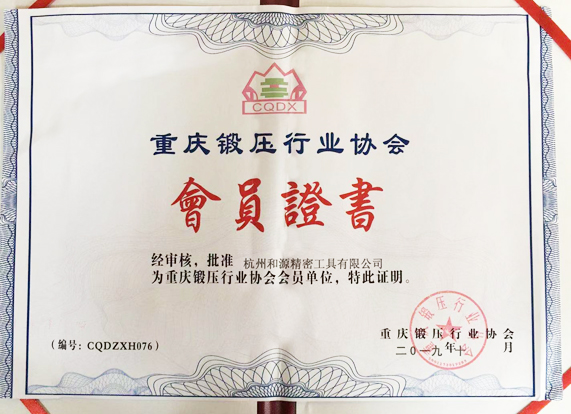 CQDX
重庆锻压行业协会
會員證書
经审核，批准 杭州和源精密工具有限公司
为重庆锻压行业协会会员单位，特此证明。
重庆锻压行业协会
（编号：CQDZXH076）
二0一九年十 月